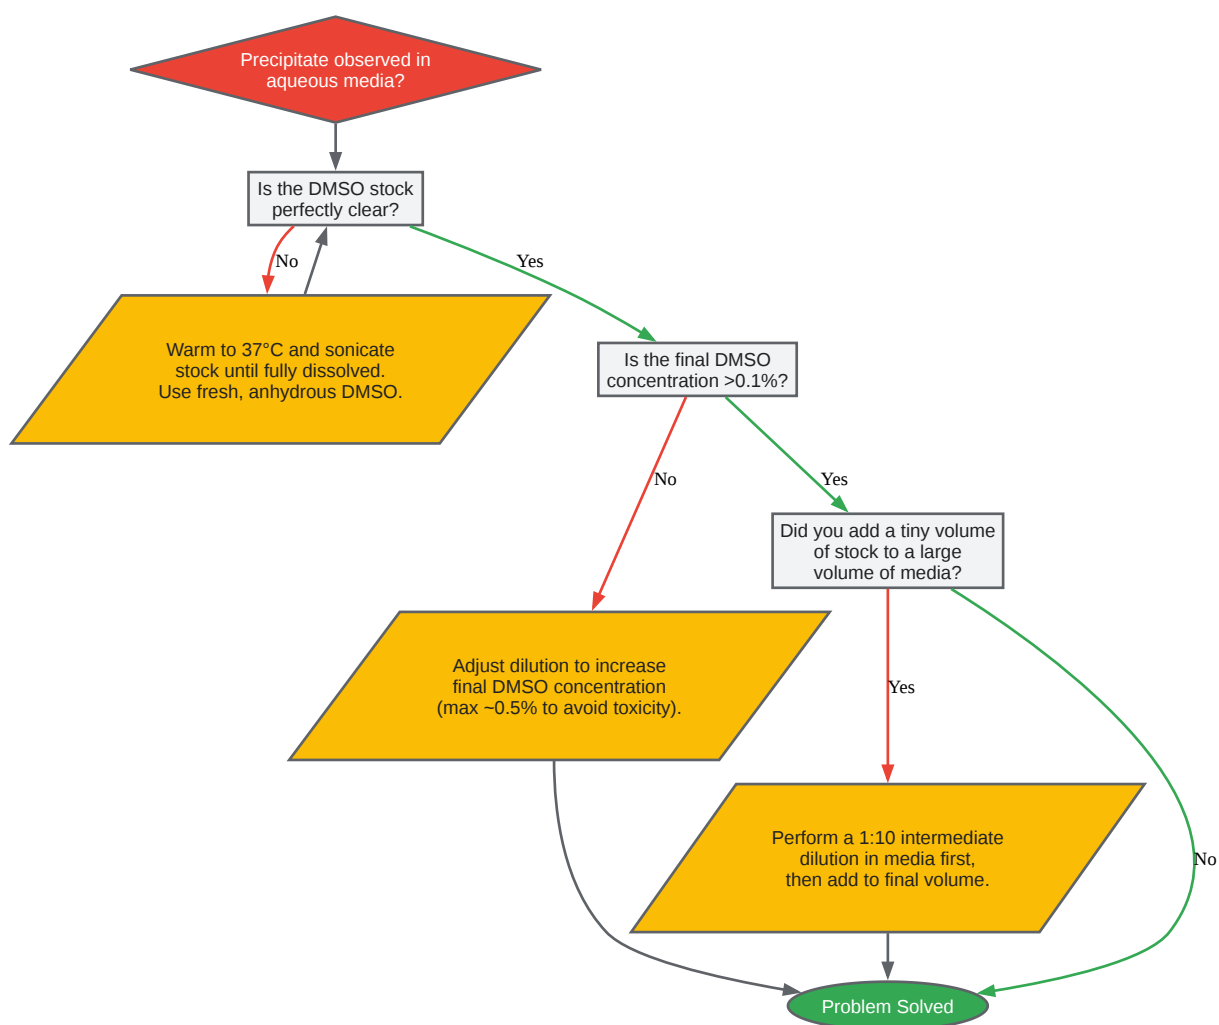 Precipitate observed in
aqueous media?
Is the DMSO stock
perfectly clear?
No
Yes
Warm to 37°C and sonicate
stock until fully dissolved.
Use fresh, anhydrous DMSO.
Is the final DMSO
concentration >0.1%?
No
Yes
Did you add a tiny volume
of stock to a large
volume of media?
Adjust dilution to increase
final DMSO concentration
(max ~0.5% to avoid toxicity).
Yes
No
Perform a 1:10 intermediate
dilution in media first,
then add to final volume.
Problem Solved